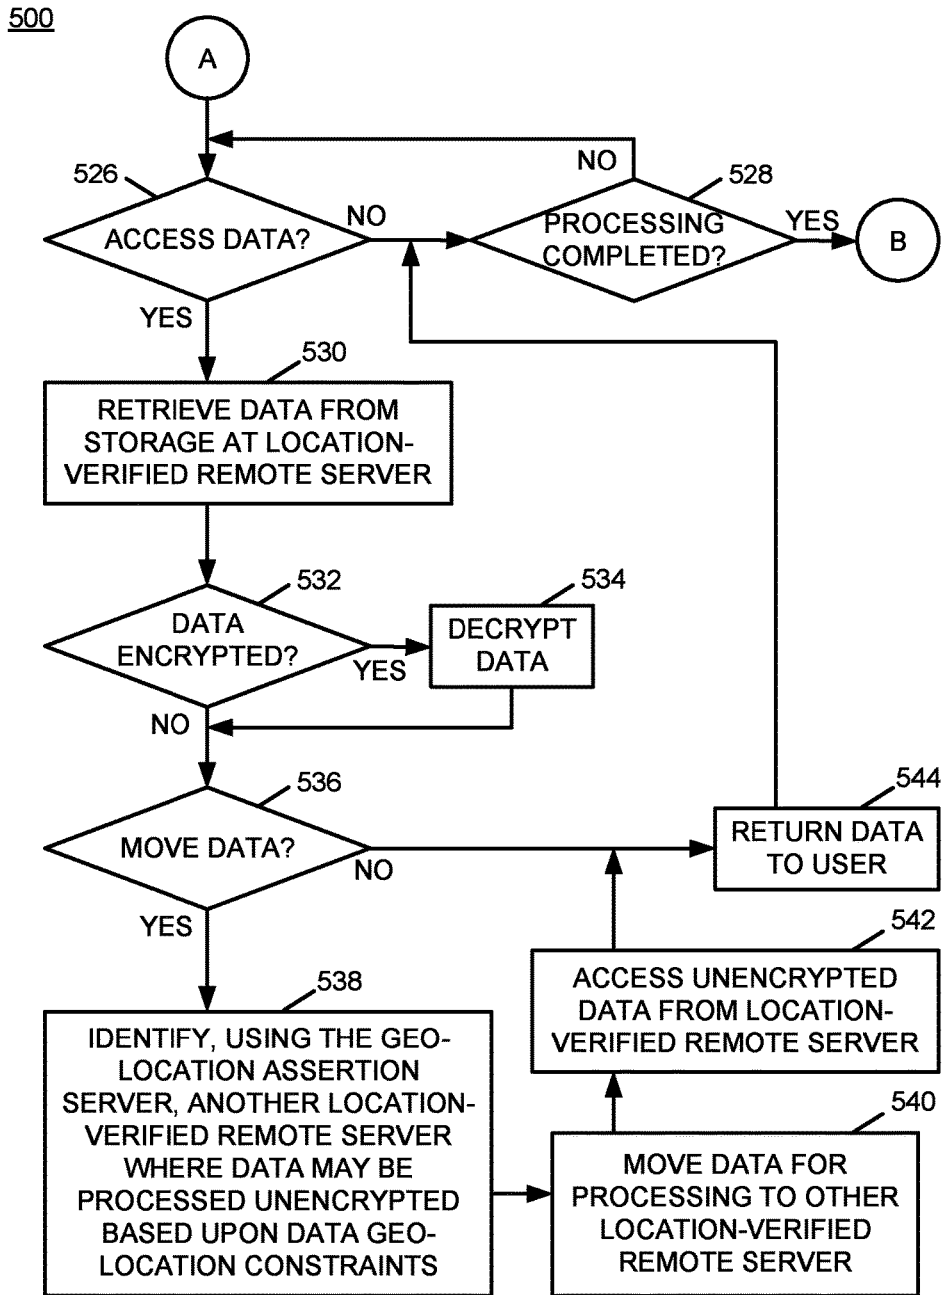 500
A
NO
526
528
ACCESS DATA?
NO
PROCESSING
COMPLETED?
YES
B
YES
530
RETRIEVE DATA FROM
STORAGE AT LOCATION-
VERIFIED REMOTE SERVER
532
534
DATA
ENCRYPTED?
YES
DECRYPT
DATA
NO
536
544
MOVE DATA?
NO
RETURN DATA
TO USER
YES
542
ACCESS UNENCRYPTED
DATA FROM LOCATION-
VERIFIED REMOTE SERVER
538
IDENTIFY, USING THE GEO-
LOCATION ASSERTION
SERVER, ANOTHER LOCATION-
VERIFIED REMOTE SERVER
WHERE DATA MAY BE
PROCESSED UNENCRYPTED
BASED UPON DATA GEO-
LOCATION CONSTRAINTS
540
MOVE DATA FOR
PROCESSING TO OTHER
LOCATION-VERIFIED
REMOTE SERVER